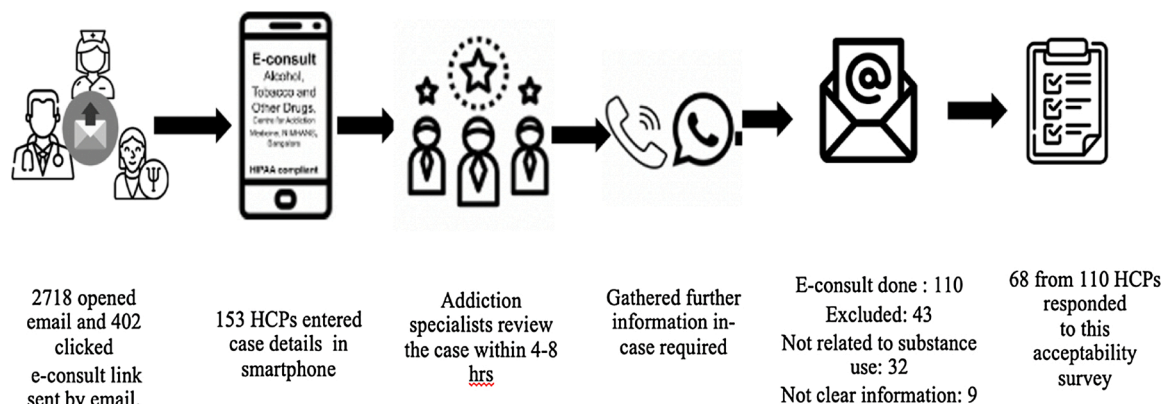 E-consult
Alcohol,
Tobacco and
Other Drugs.
Centre for Addiction
Medicine, NIMHANS,
Bangalore
HIPAA compliant
@
2718 opened
email and 402
clicked
e-consult link
sent by email.
153 HCPs entered
case details in
smartphone
Addiction
specialists review
the case within 4-8
hrs
Gathered further
information in-
case required
E-consult done : 110
Excluded: 43
Not related to substance
use: 32
Not clear information: 9
68 from 110 HCPs
responded
to this
acceptability
survey